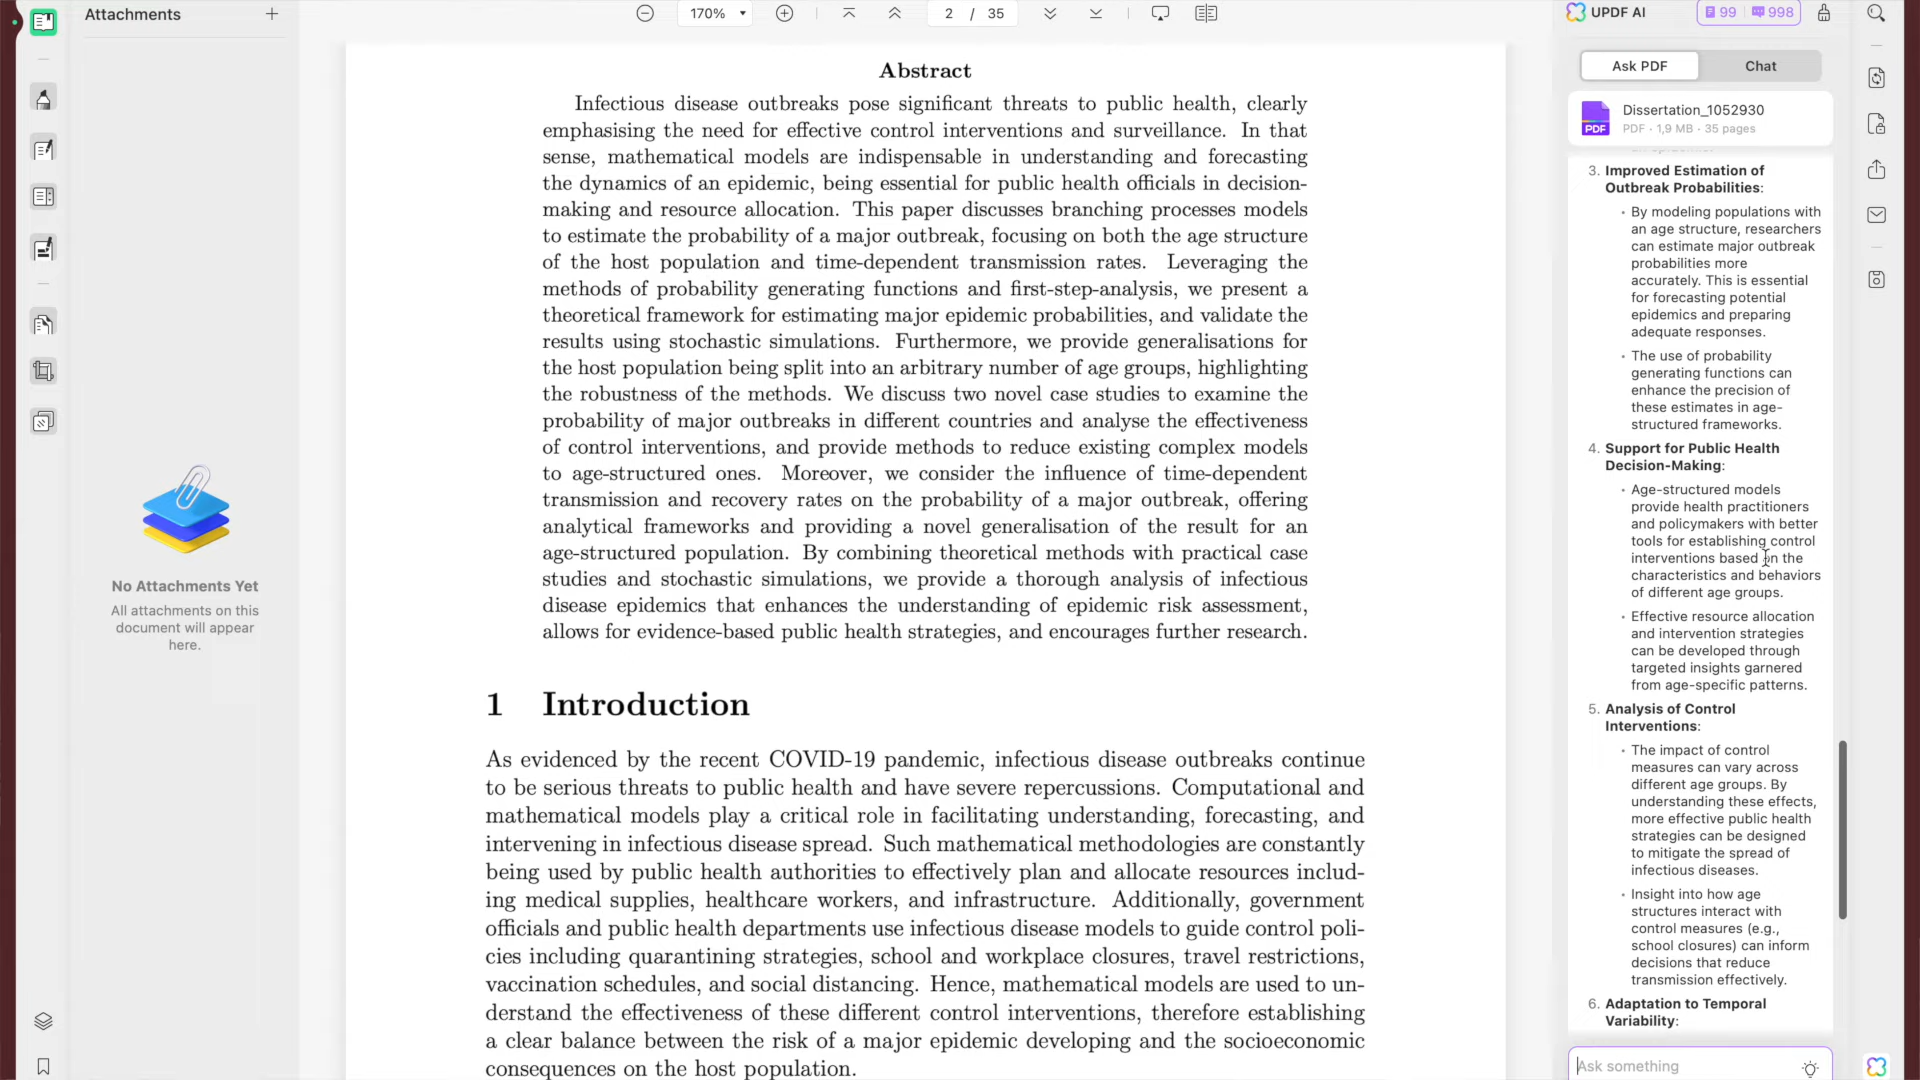 Attachments
170%
2 / 35
UPDF AI
99
998
Ask PDF
Chat
Dissertation_1052930
PDF
PDF · 1,9 MB · 35 pages
No Attachments Yet
All attachments on this
document will appear
here.
Abstract
Infectious disease outbreaks pose significant threats to public health, clearly
emphasising the need for effective control interventions and surveillance. In that
sense, mathematical models are indispensable in understanding and forecasting
the dynamics of an epidemic, being essential for public health officials in decision-
making and resource allocation. This paper discusses branching processes models
to estimate the probability of a major outbreak, focusing on both the age structure
of the host population and time-dependent transmission rates. Leveraging the
methods of probability generating functions and first-step-analysis, we present a
theoretical framework for estimating major epidemic probabilities, and validate the
results using stochastic simulations. Furthermore, we provide generalisations for
the host population being split into an arbitrary number of age groups, highlighting
the robustness of the methods. We discuss two novel case studies to examine the
probability of major outbreaks in different countries and analyse the effectiveness
of control interventions, and provide methods to reduce existing complex models
to age-structured ones. Moreover, we consider the influence of time-dependent
transmission and recovery rates on the probability of a major outbreak, offering
analytical frameworks and providing a novel generalisation of the result for an
age-structured population. By combining theoretical methods with practical case
studies and stochastic simulations, we provide a thorough analysis of infectious
disease epidemics that enhances the understanding of epidemic risk assessment,
allows for evidence-based public health strategies, and encourages further research.
1 Introduction
As evidenced by the recent COVID-19 pandemic, infectious disease outbreaks continue
to be serious threats to public health and have severe repercussions. Computational and
mathematical models play a critical role in facilitating understanding, forecasting, and
intervening in infectious disease spread. Such mathematical methodologies are constantly
being used by public health authorities to effectively plan and allocate resources includ-
ing medical supplies, healthcare workers, and infrastructure. Additionally, government
officials and public health departments use infectious disease models to guide control poli-
cies including quarantining strategies, school and workplace closures, travel restrictions,
vaccination schedules, and social distancing. Hence, mathematical models are used to un-
derstand the effectiveness of these different control interventions, therefore establishing
a clear balance between the risk of a major epidemic developing and the socioeconomic
consequences on the host population.
3. Improved Estimation of
Outbreak Probabilities:
• By modeling populations with
an age structure, researchers
can estimate major outbreak
probabilities more
accurately. This is essential
for forecasting potential
epidemics and preparing
adequate responses.
• The use of probability
generating functions can
enhance the precision of
these estimates in age-
structured frameworks.
4. Support for Public Health
Decision-Making:
• Age-structured models
provide health practitioners
and policymakers with better
tools for establishing control
interventions based on the
characteristics and behaviors
of different age groups.
• Effective resource allocation
and intervention strategies
can be developed through
targeted insights garnered
from age-specific patterns.
5. Analysis of Control
Interventions:
• The impact of control
measures can vary across
different age groups. By
understanding these effects,
more effective public health
strategies can be designed
to mitigate the spread of
infectious diseases.
• Insight into how age
structures interact with
control measures (e.g.,
school closures) can inform
decisions that reduce
transmission effectively.
6. Adaptation to Temporal
Variability:
Ask something